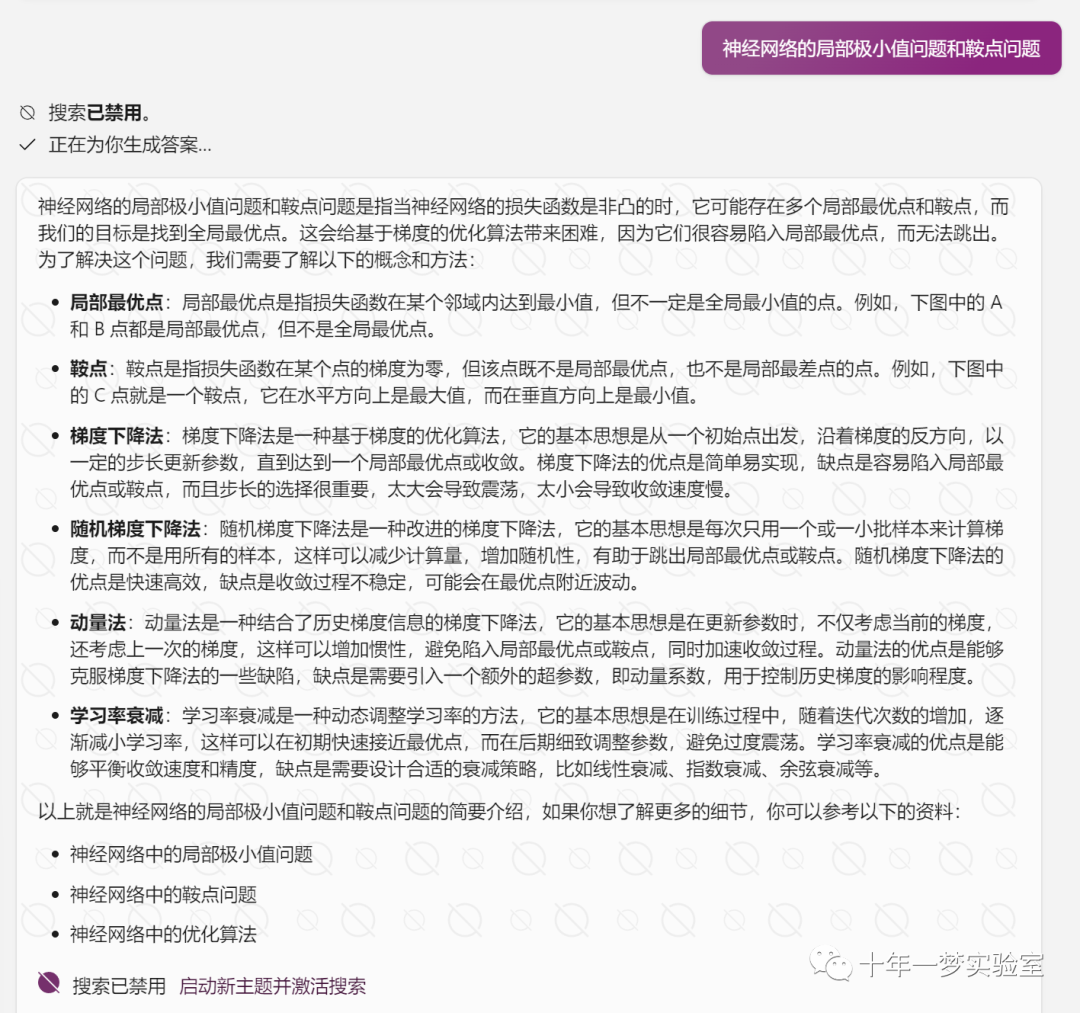 神经网络的局部极小值问题和鞍点问题
搜索已禁用。
正在为你生成答案...
神经网络的局部极小值问题和鞍点问题是指当神经网络的损失函数是非凸的时，它可能存在多个局部最优点和鞍点，而
我们的目标是找到全局最优点。这会给基于梯度的优化算法带来困难，因为它们很容易陷入局部最优点，而无法跳出。
为了解决这个问题，我们需要了解以下的概念和方法：
• 局部最优点：局部最优点是指损失函数在某个邻域内达到最小值，但不一定是全局最小值的点。例如，下图中的 A
和 B 点都是局部最优点，但不是全局最优点。
• 鞍点：鞍点是指损失函数在某个点的梯度为零，但该点既不是局部最优点，也不是局部最差点的点。例如，下图中
的 C 点就是一个鞍点，它在水平方向上是最大值，而在垂直方向上是最小值。
• 梯度下降法：梯度下降法是一种基于梯度的优化算法，它的基本思想是从一个初始点出发，沿着梯度的反方向，以
一定的步长更新参数，直到达到一个局部最优点或收敛。梯度下降法的优点是简单易实现，缺点是容易陷入局部最
优点或鞍点，而且步长的选择很重要，太大会导致震荡，太小会导致收敛速度慢。
• 随机梯度下降法：随机梯度下降法是一种改进的梯度下降法，它的基本思想是每次只用一个或一小批样本来计算梯
度，而不是用所有的样本，这样可以减少计算量，增加随机性，有助于跳出局部最优点或鞍点。随机梯度下降法的
优点是快速高效，缺点是收敛过程不稳定，可能会在最优点附近波动。
• 动量法：动量法是一种结合了历史梯度信息的梯度下降法，它的基本思想是在更新参数时，不仅考虑当前的梯度，
还考虑上一次的梯度，这样可以增加惯性，避免陷入局部最优点或鞍点，同时加速收敛过程。动量法的优点是能够
克服梯度下降法的一些缺陷，缺点是需要引入一个额外的超参数，即动量系数，用于控制历史梯度的影响程度。
• 学习率衰减：学习率衰减是一种动态调整学习率的方法，它的基本思想是在训练过程中，随着迭代次数的增加，逐
渐减小学习率，这样可以在初期快速接近最优点，而在后期细致调整参数，避免过度震荡。学习率衰减的优点是能
够平衡收敛速度和精度，缺点是需要设计合适的衰减策略，比如线性衰减、指数衰减、余弦衰减等。
以上就是神经网络的局部极小值问题和鞍点问题的简要介绍，如果你想了解更多的细节，你可以参考以下的资料：
• 神经网络中的局部极小值问题
• 神经网络中的鞍点问题
• 神经网络中的优化算法
十年一梦实验室
搜索已禁用 启动新主题并激活搜索